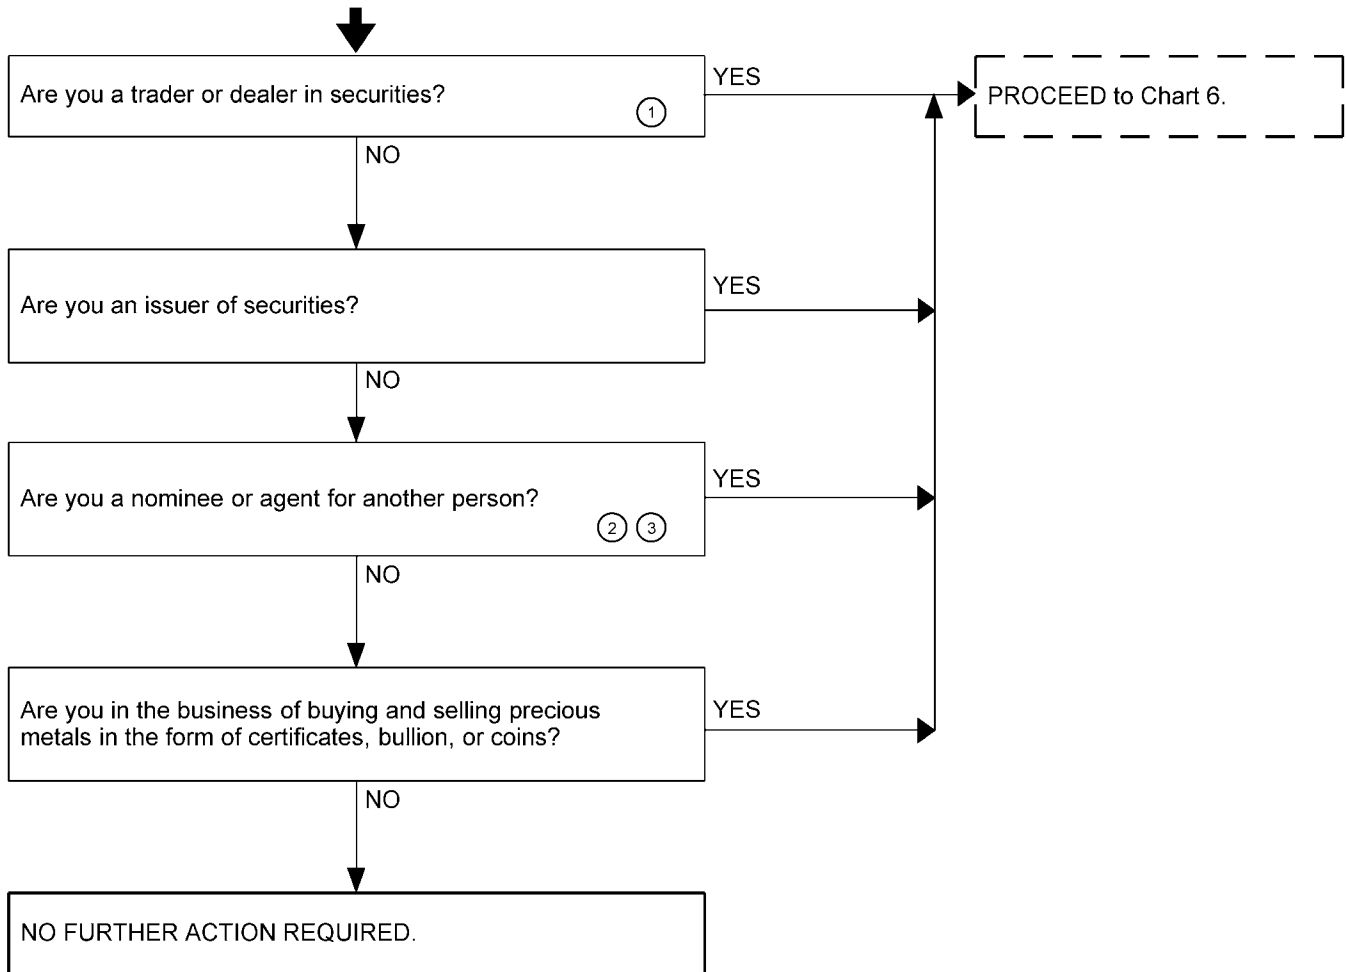 Are you a trader or dealer in securities?
1
YES
PROCEED to Chart 6.
NO
Are you an issuer of securities?
YES
NO
Are you a nominee or agent for another person?
2 3
YES
NO
Are you in the business of buying and selling precious
metals in the form of certificates, bullion, or coins?
YES
NO
NO FURTHER ACTION REQUIRED.